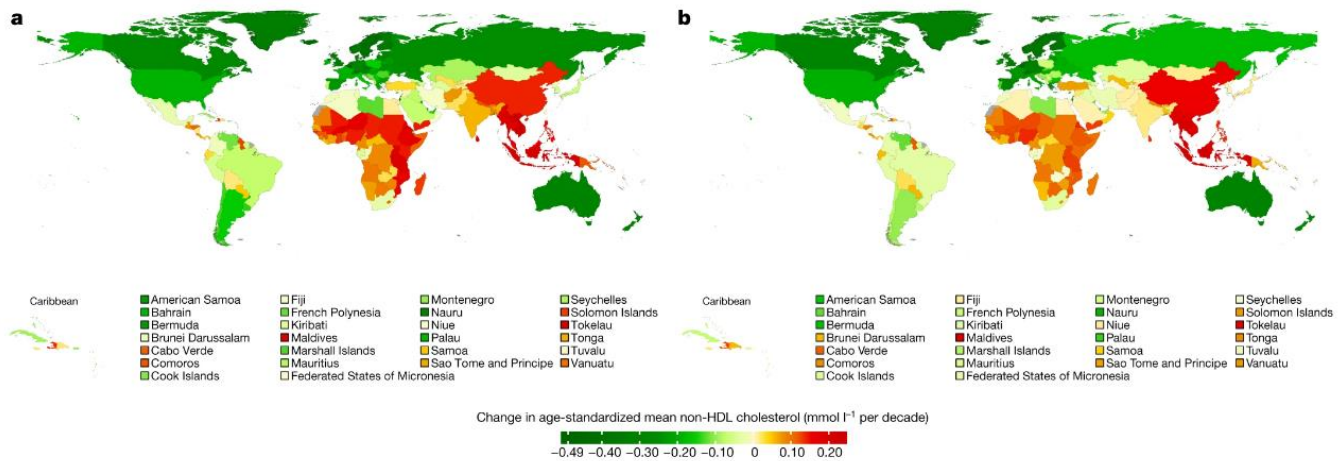 a
b
Caribbean
American Samoa
Bahrain
Bermuda
Brunei Darussalam
Cabo Verde
Comoros
Cook Islands
Fiji
French Polynesia
Kiribati
Maldives
Marshall Islands
Mauritius
Federated States of Micronesia
Montenegro
Nauru
Niue
Palau
Samoa
Sao Tome and Principe
Seychelles
Solomon Islands
Tokelau
Tonga
Tuvalu
Vanuatu
Caribbean
American Samoa
Bahrain
Bermuda
Brunei Darussalam
Cabo Verde
Comoros
Cook Islands
Fiji
French Polynesia
Kiribati
Maldives
Marshall Islands
Mauritius
Federated States of Micronesia
Montenegro
Nauru
Niue
Palau
Samoa
Sao Tome and Principe
Seychelles
Solomon Islands
Tokelau
Tonga
Tuvalu
Vanuatu
Change in age-standardized mean non-HDL cholesterol (mmol l⁻¹ per decade)
−0.49 −0.40 −0.30 −0.20 −0.10 0 0.10 0.20